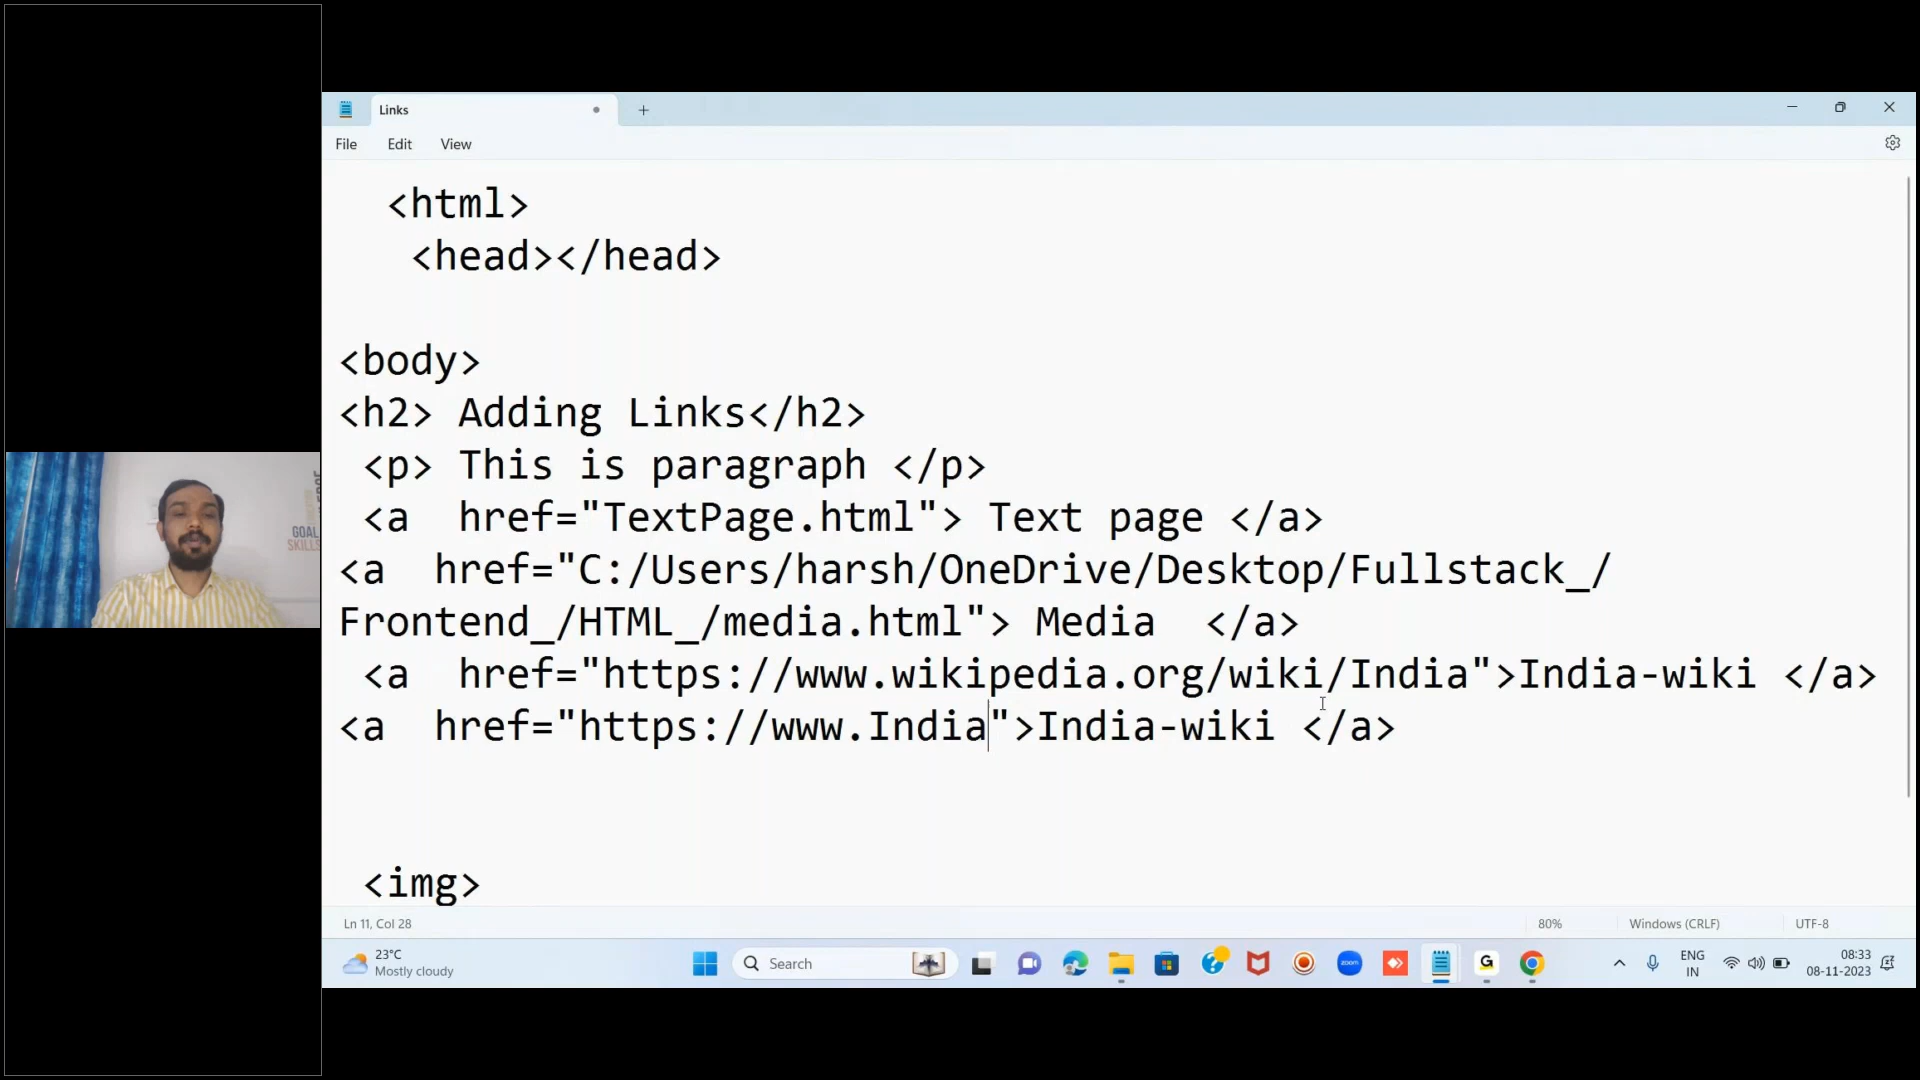 Links
File Edit View
<html>
<head></head>
<body>
<h2> Adding Links</h2>
<p> This is paragraph </p>
<a  href="TextPage.html"> Text page </a>
<a  href="C:/Users/harsh/OneDrive/Desktop/Fullstack_/
Frontend_/HTML_/media.html"> Media  </a>
<a  href="https://www.wikipedia.org/wiki/India">India-wiki </a>
<a  href="https://www.India">India-wiki </a>
<img>
GOAL
SKILLS
Ln 11, Col 28 80% Windows (CRLF) UTF-8
23°C
Mostly cloudy
Search
zoom
G
ENG
IN
08:33
08-11-2023